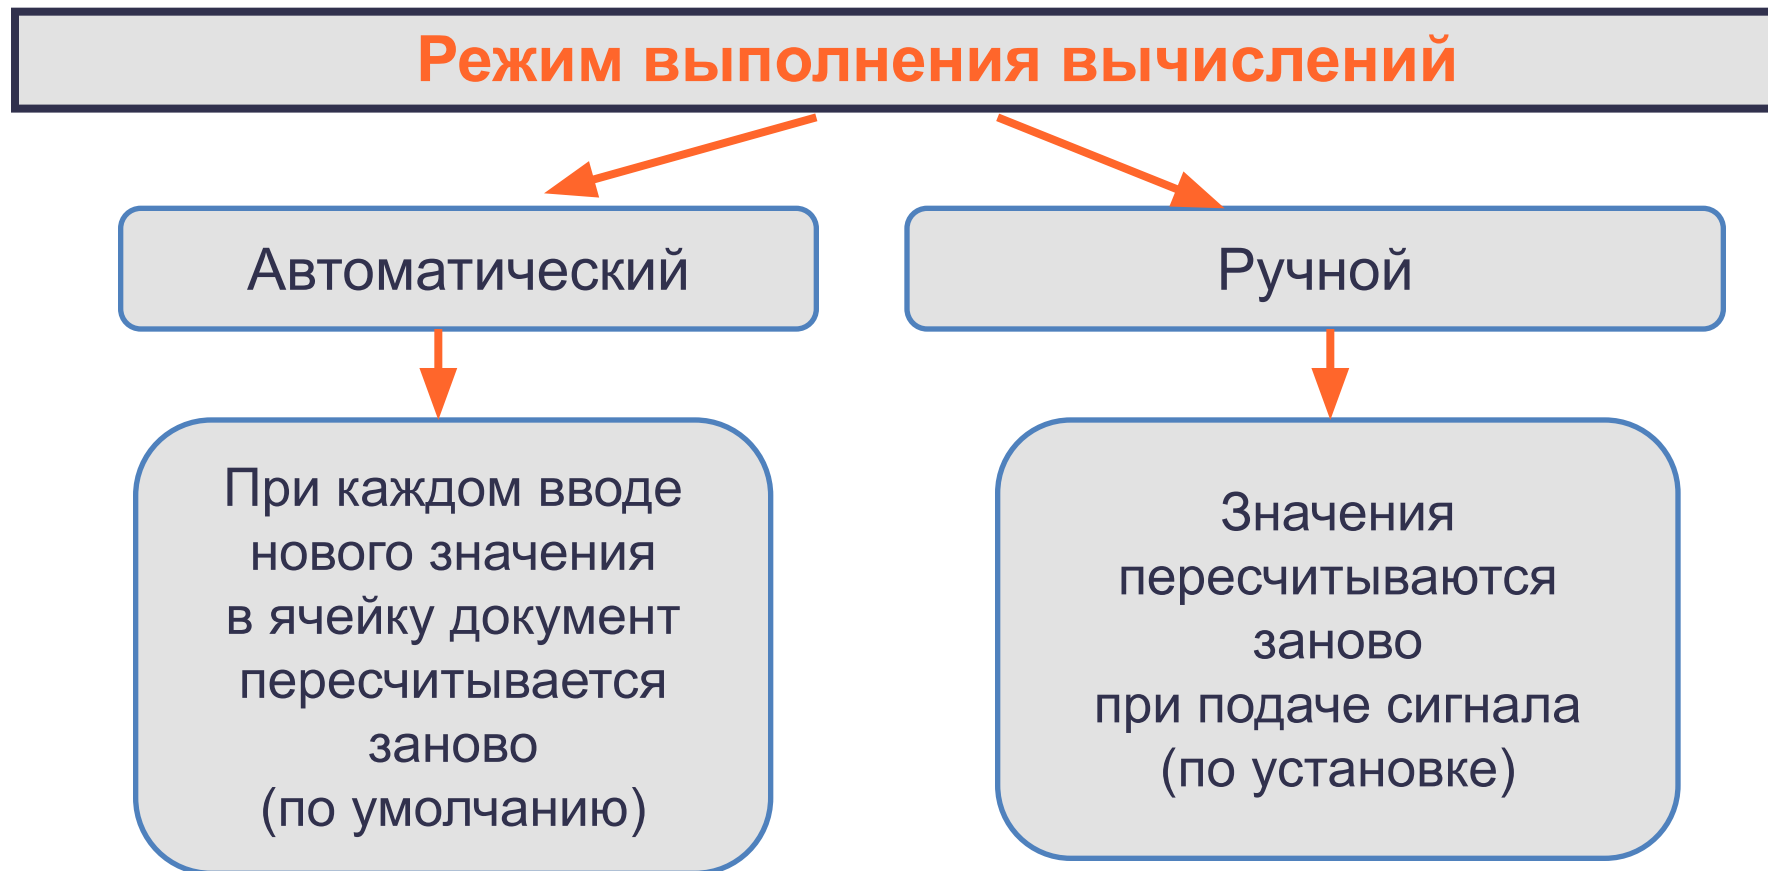 Режим выполнения вычислений
Автоматический
Ручной
При каждом вводе
нового значения
в ячейку документ
пересчитывается
заново
(по умолчанию)
Значения
пересчитываются
заново
при подаче сигнала
(по установке)